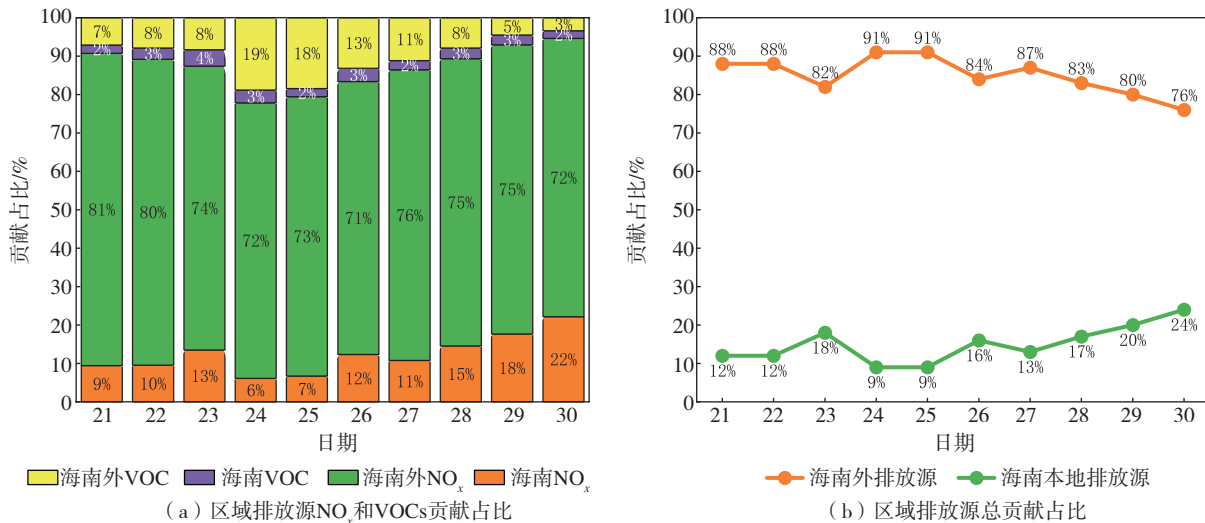 100
90
80
70
60
50
40
30
20
10
0
贡献占比/%
7% 8% 8% 19% 18% 13% 11% 8% 5% 3%
2% 3% 4% 3% 2% 3% 2% 3% 3% 2%
81% 80% 74% 72% 73% 71% 76% 75% 75% 72%
9% 10% 13% 6% 7% 12% 11% 15% 18% 22%
21 22 23 24 25 26 27 28 29 30
日期
海南外VOC 海南VOC 海南外NOx 海南NOx
（a）区域排放源NOx和VOCs贡献占比
100
90
80
70
60
50
40
30
20
10
0
贡献占比/%
88% 88% 82% 91% 91% 84% 87% 83% 80% 76%
12% 12% 18% 9% 9% 16% 13% 17% 20% 24%
21 22 23 24 25 26 27 28 29 30
日期
海南外排放源 海南本地排放源
（b）区域排放源总贡献占比